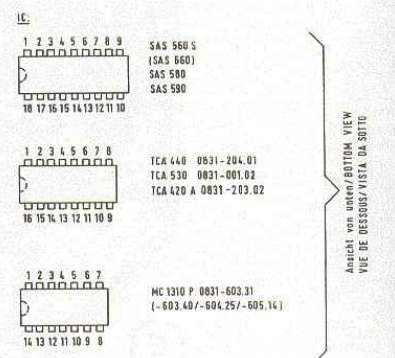 IC:
1 2 3 4 5 6 7 8 9
SAS 560 S
(SAS 660)
SAS 580
SAS 590
18 17 16 15 14 13 12 11 10
1 2 3 4 5 6 7 8
TCA 440 0831-204.01
TCA 530 0831-001.02
TCA 420 A 0831-203.02
16 15 14 13 12 11 10 9
1 2 3 4 5 6 7
MC 1310 P 0831-603.31
(-603.40/-604.25/-605.14)
14 13 12 11 10 9 8
Ansicht von unten/BOTTOM VIEW
VUE DE DESSOUS/VISTA DA SOTTO